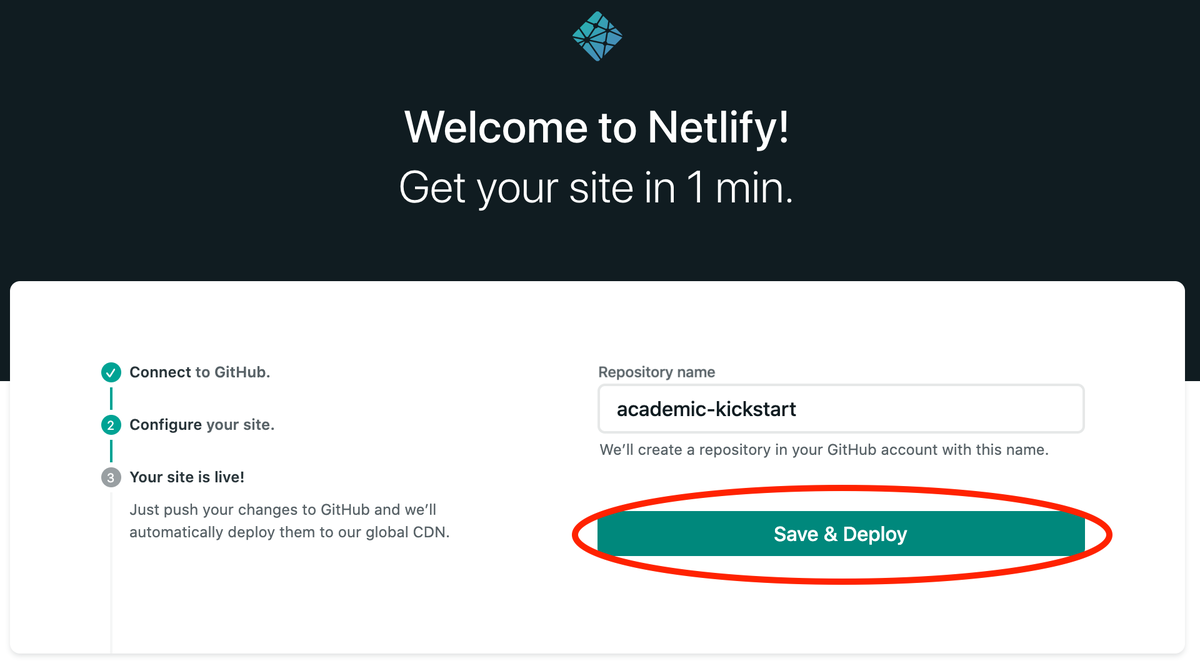 Welcome to Netlify!
Get your site in 1 min.
Connect to GitHub.
2 Configure your site.
3 Your site is live!
Just push your changes to GitHub and we’ll
automatically deploy them to our global CDN.
Repository name
academic-kickstart
We’ll create a repository in your GitHub account with this name.
Save & Deploy